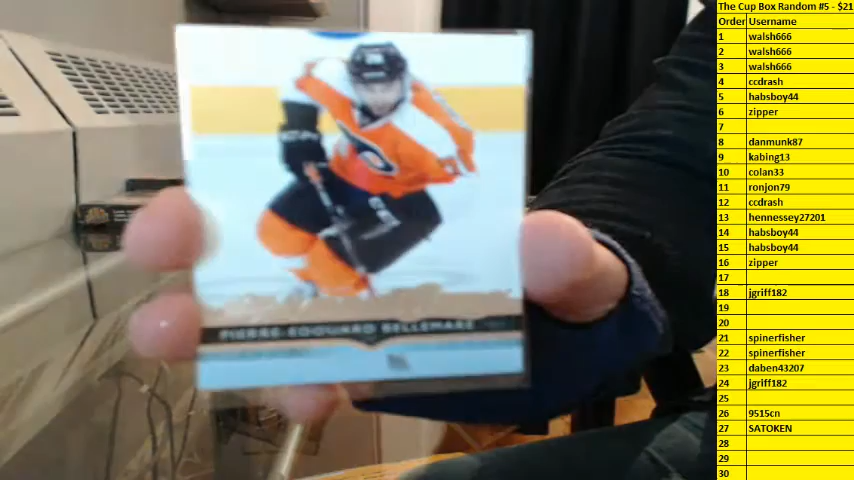 The Cup Box Random #5 - $21
Order Username
1 walsh666
2 walsh666
3 walsh666
4 ccdrash
5 habsboy44
6 zipper
7
8 danmunk87
9 kabing13
10 colan33
11 ronjon79
12 ccdrash
13 hennessey27201
14 habsboy44
15 habsboy44
16 zipper
17
18 jgriff182
19
20
21 spinerfisher
22 spinerfisher
23 daben43207
24 jgriff182
25
26 9515cn
27 SATOKEN
28
29
30
PIERRE-EDOUARD BELLEMARE